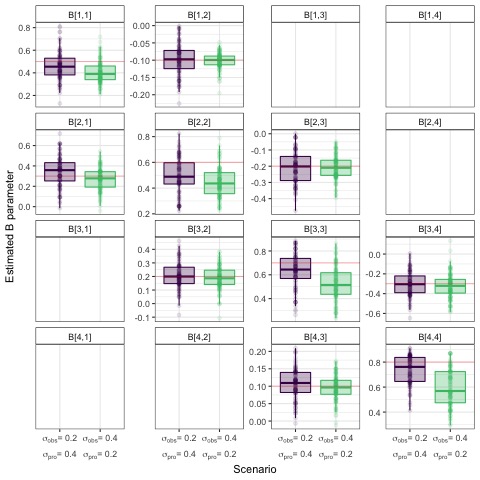 B[1,1] B[1,2] B[1,3] B[1,4]
0.8 0.6 0.4 0.2
0.00 -0.05 -0.10 -0.15 -0.20
B[2,1] B[2,2] B[2,3] B[2,4]
0.6 0.4 0.2 0.0
0.8 0.6 0.4 0.2
0.0 -0.1 -0.2 -0.3 -0.4
Estimated B parameter
B[3,1] B[3,2] B[3,3] B[3,4]
0.4 0.3 0.2 0.1 0.0 -0.1
0.8 0.6 0.4
0.0 -0.2 -0.4 -0.6
B[4,1] B[4,2] B[4,3] B[4,4]
0.20 0.15 0.10 0.05 0.00
0.8 0.6 0.4
σobs= 0.2 σobs= 0.4 σobs= 0.2 σobs= 0.4 σobs= 0.2 σobs= 0.4 σobs= 0.2 σobs= 0.4
σpro= 0.4 σpro= 0.2 σpro= 0.4 σpro= 0.2 σpro= 0.4 σpro= 0.2 σpro= 0.4 σpro= 0.2
Scenario